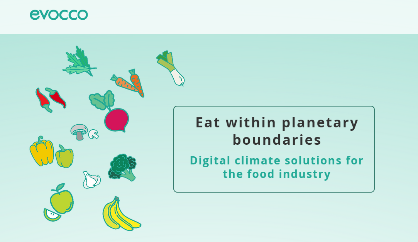 evocco
Eat within planetary
boundaries
Digital climate solutions for
the food industry